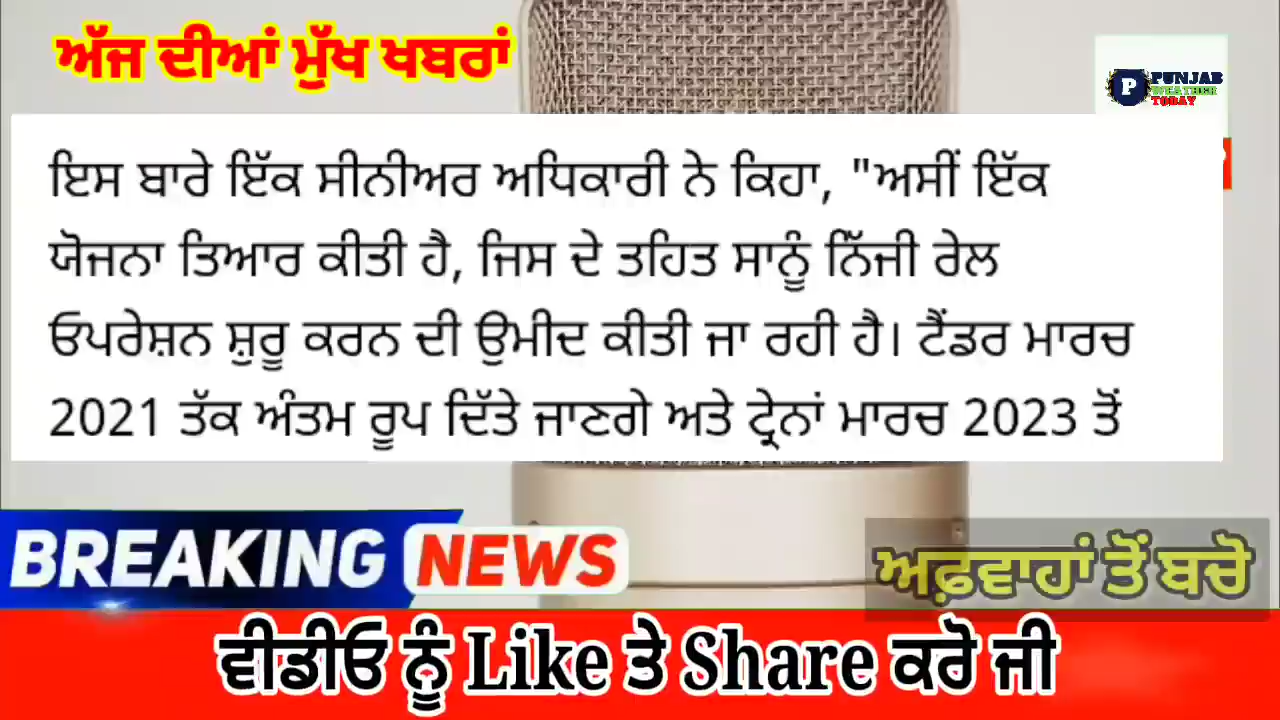 ਅੱਜ ਦੀਆਂ ਮੁੱਖ ਖਬਰਾਂ
PUNJAB
WEATHER
TODAY
P
ਇਸ ਬਾਰੇ ਇੱਕ ਸੀਨੀਅਰ ਅਧਿਕਾਰੀ ਨੇ ਕਿਹਾ, "ਅਸੀਂ ਇੱਕ
ਯੋਜਨਾ ਤਿਆਰ ਕੀਤੀ ਹੈ, ਜਿਸ ਦੇ ਤਹਿਤ ਸਾਨੂੰ ਨਿੱਜੀ ਰੇਲ
ਓਪਰੇਸ਼ਨ ਸ਼ੁਰੂ ਕਰਨ ਦੀ ਉਮੀਦ ਕੀਤੀ ਜਾ ਰਹੀ ਹੈ। ਟੈਂਡਰ ਮਾਰਚ
2021 ਤੱਕ ਅੰਤਮ ਰੂਪ ਦਿੱਤੇ ਜਾਣਗੇ ਅਤੇ ਟ੍ਰੇਨਾਂ ਮਾਰਚ 2023 ਤੋਂ
BREAKING NEWS
ਅਫ਼ਵਾਹਾਂ ਤੋਂ ਬਚੋ
ਵੀਡੀਓ ਨੂੰ Like ਤੇ Share ਕਰੋ ਜੀ